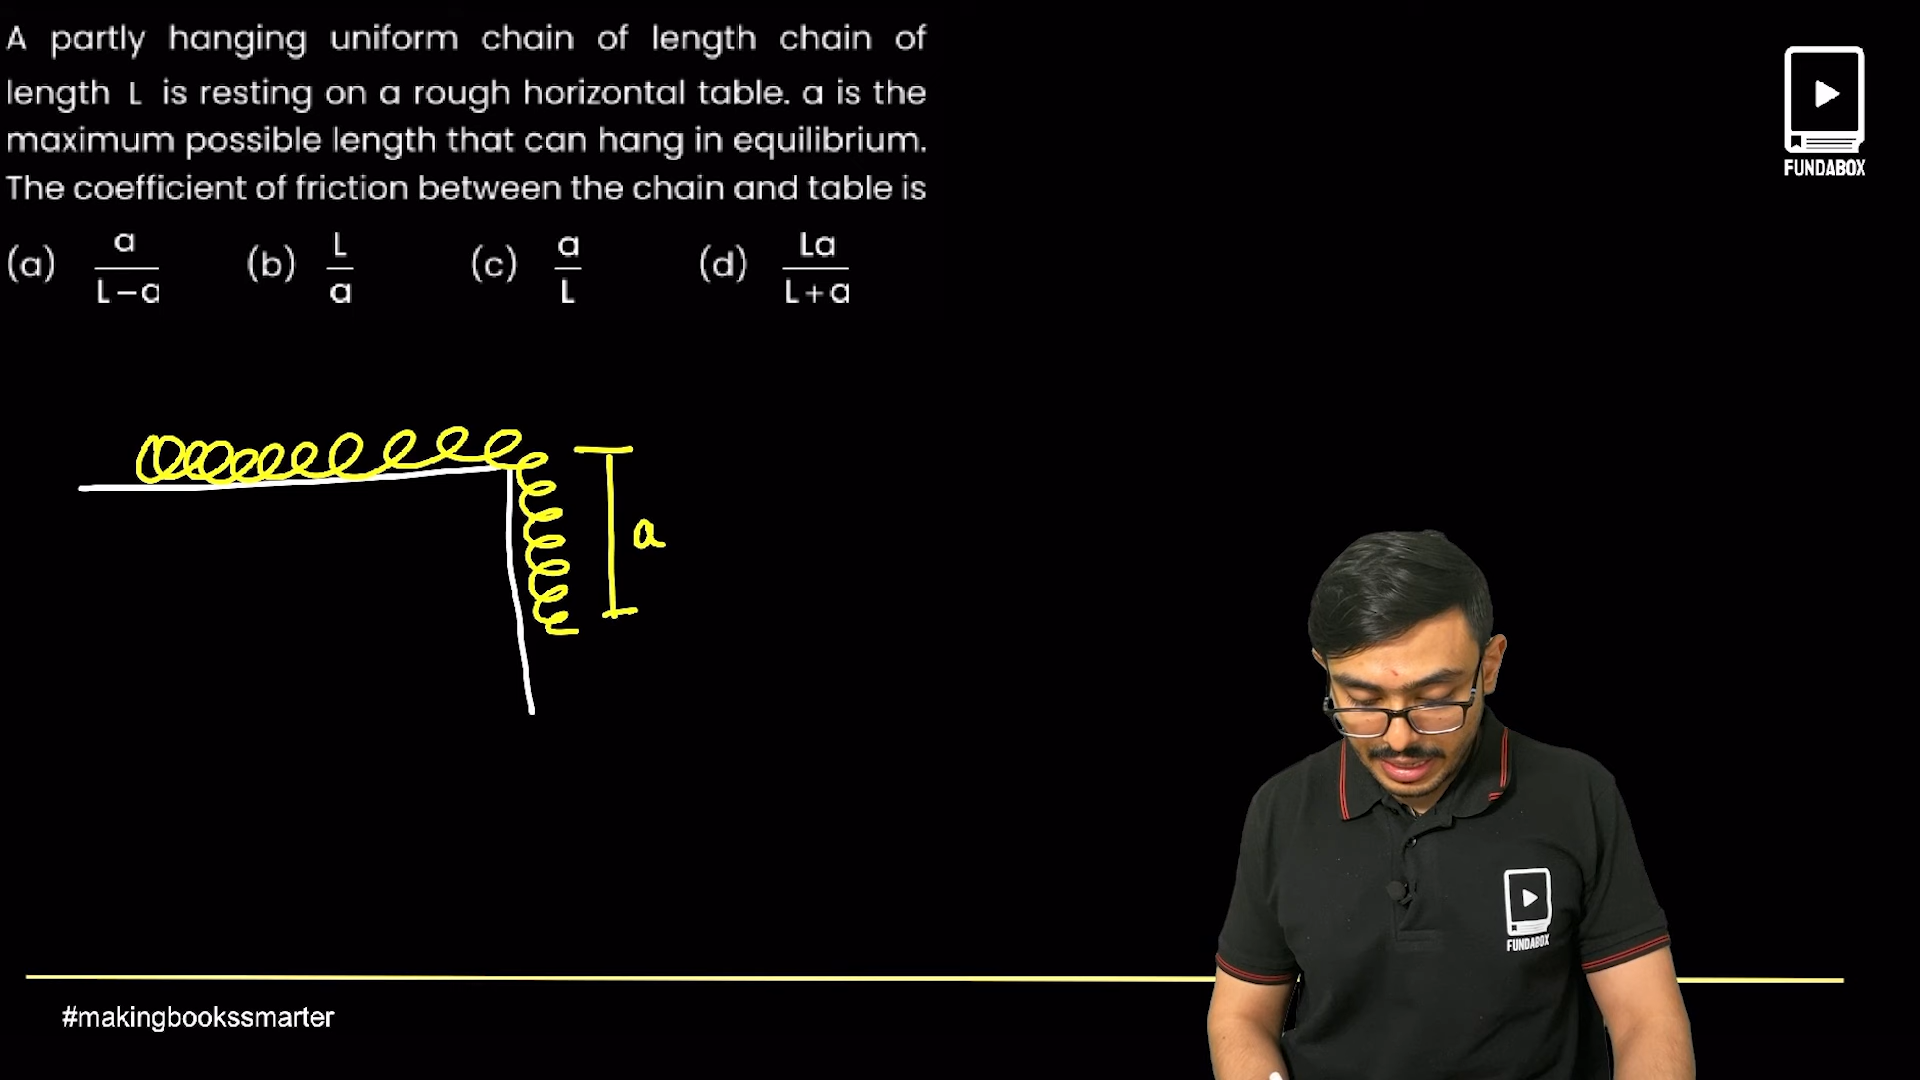 A partly hanging uniform chain of length chain of
length L is resting on a rough horizontal table. a is the
maximum possible length that can hang in equilibrium.
The coefficient of friction between the chain and table is
(a) a/(L−a) (b) L/a (c) a/L (d) La/(L+a)
FUNDABOX
a
FUNDABOX
#makingbookssmarter